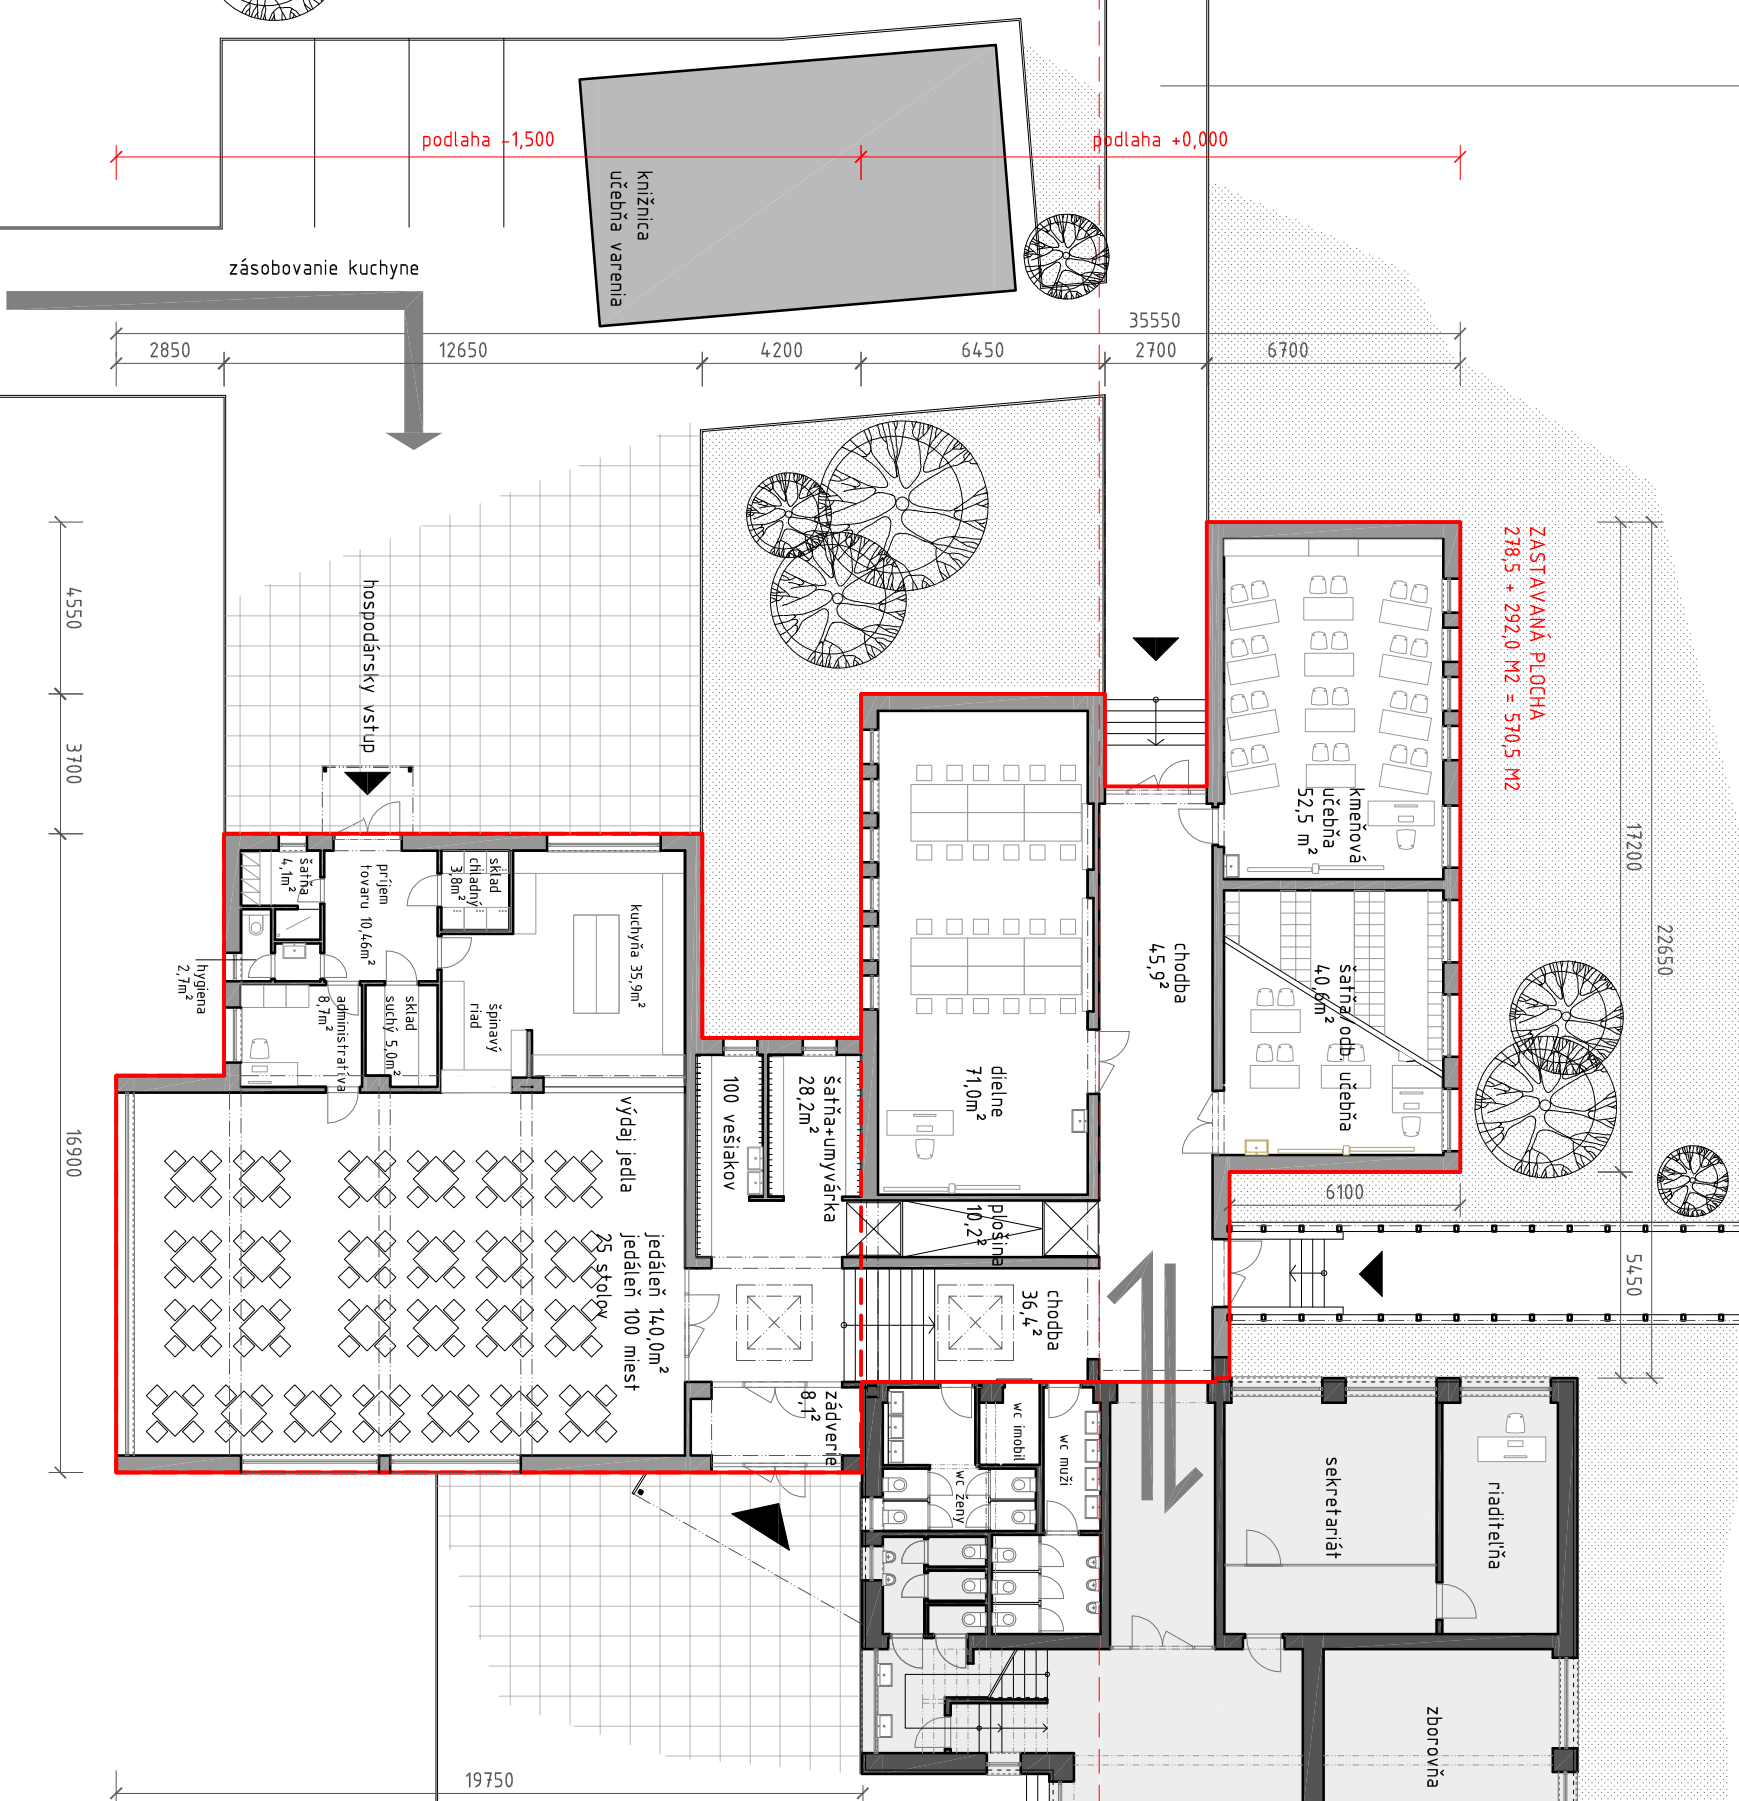 podlaha -1,500
podlaha +0,000
knižnica
učebňa varenia
zásobovanie kuchyne
35550
2850
12650
4200
6450
2700
6700
ZASTAVANÁ PLOCHA
278,5 + 292,0 M2 = 570,5 M2
4550
3700
16900
17200
22650
5450
hospodársky vstup
kmeňová
učebňa
52,5 m²
šatňa
4,1m²
príjem
tovaru 10,46m²
sklad
chladný
3,8m²
kuchyňa 35,9m²
hygiena
2,7m²
administratíva
8,7m²
sklad
suchý 5,0m²
špinavý
riad
chodba
45,9²
šatňa/odb. učebňa
40,6m²
dielne
71,0m²
šatňa+umyvárka
28,2m²
100 vešiakov
výdaj jedla
6100
plošina
10,2²
jedáleň 140,0m²
jedáleň 100 miest
25 stolov
chodba
36,4²
zádverie
8,1²
wc imobil
wc muži
wc ženy
sekretariát
riaditeľňa
zborovňa
19750